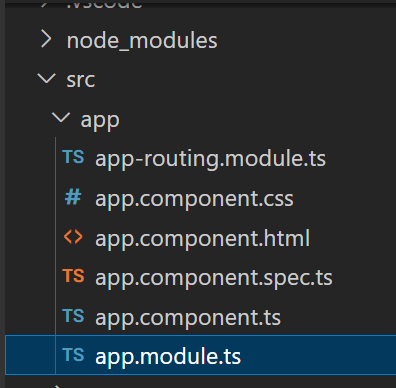 .vscode
node_modules
src
app
TS app-routing.module.ts
# app.component.css
<> app.component.html
TS app.component.spec.ts
TS app.component.ts
TS app.module.ts